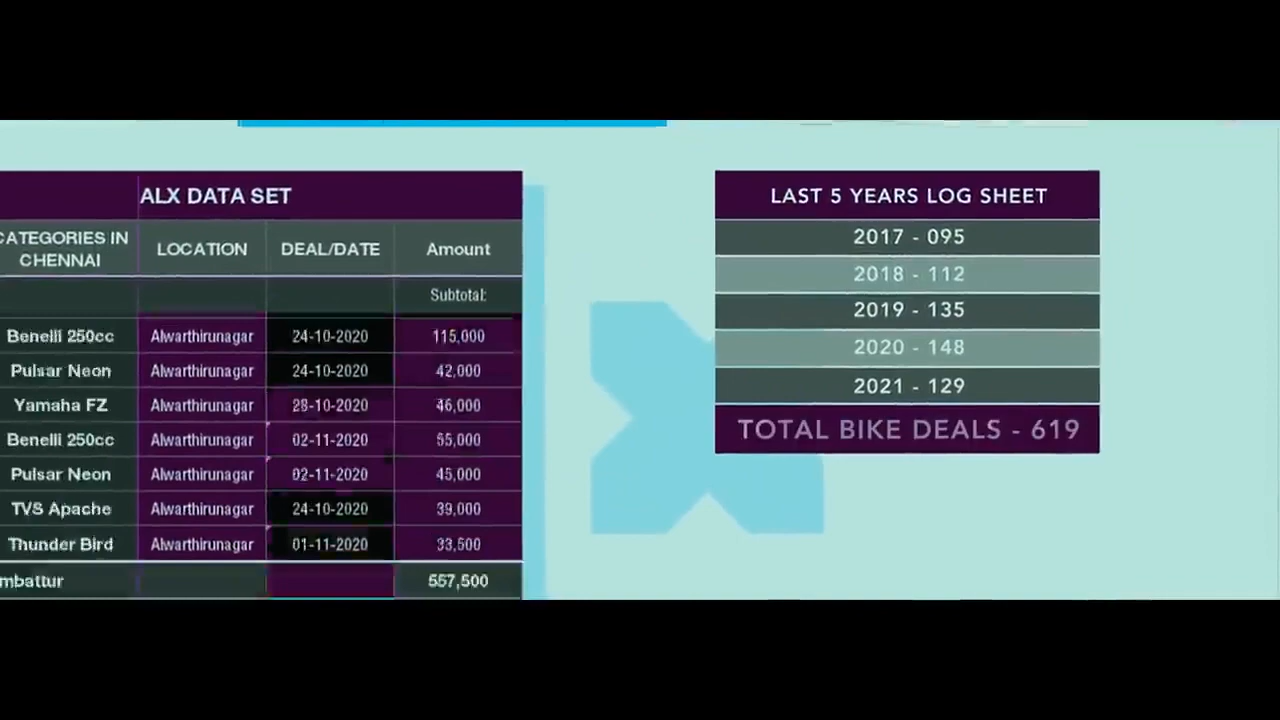 ALX DATA SET
CATEGORIES IN CHENNAI LOCATION DEAL/DATE Amount
Subtotal:
Benelli 250cc Alwarthirunagar 24-10-2020 115,000
Pulsar Neon Alwarthirunagar 24-10-2020 42,000
Yamaha FZ Alwarthirunagar 28-10-2020 46,000
Benelli 250cc Alwarthirunagar 02-11-2020 55,000
Pulsar Neon Alwarthirunagar 02-11-2020 45,000
TVS Apache Alwarthirunagar 24-10-2020 39,000
Thunder Bird Alwarthirunagar 01-11-2020 33,500
mbattur 557,500
LAST 5 YEARS LOG SHEET
2017 - 095
2018 - 112
2019 - 135
2020 - 148
2021 - 129
TOTAL BIKE DEALS - 619